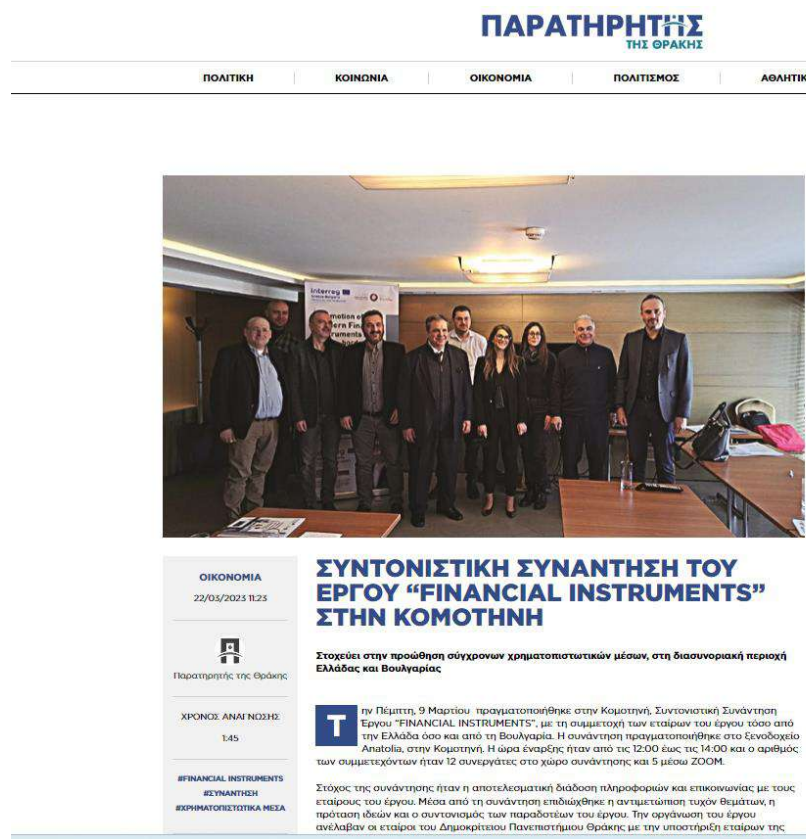 ΠΑΡΑΤΗΡΗΤΗΣ
ΤΗΣ ΘΡΑΚΗΣ
ΠΟΛΙΤΙΚΗ ΚΟΙΝΩΝΙΑ ΟΙΚΟΝΟΜΙΑ ΠΟΛΙΤΙΣΜΟΣ ΑΘΛΗΤΙΚ
Interreg
ΟΙΚΟΝΟΜΙΑ
22/03/2023 11:23
Παρατηρητής της Θράκης
ΧΡΟΝΟΣ ΑΝΑΓΝΩΣΗΣ
1:45
#FINANCIAL INSTRUMENTS
#ΣΥΝΑΝΤΗΣΗ
#ΧΡΗΜΑΤΟΠΙΣΤΩΤΙΚΑ ΜΕΣΑ
ΣΥΝΤΟΝΙΣΤΙΚΗ ΣΥΝΑΝΤΗΣΗ ΤΟΥ
ΕΡΓΟΥ “FINANCIAL INSTRUMENTS”
ΣΤΗΝ ΚΟΜΟΤΗΝΗ
Στοχεύει στην προώθηση σύγχρονων χρηματοπιστωτικών μέσων, στη διασυνοριακή περιοχή
Ελλάδας και Βουλγαρίας
Την Πέμπτη, 9 Μαρτίου πραγματοποιήθηκε στην Κομοτηνή, Συντονιστική Συνάντηση
Έργου “FINANCIAL INSTRUMENTS”, με τη συμμετοχή των εταίρων του έργου τόσο από
την Ελλάδα όσο και από τη Βουλγαρία. Η συνάντηση πραγματοποιήθηκε στο ξενοδοχείο
Anatolia, στην Κομοτηνή. Η ώρα έναρξης ήταν από τις 12:00 έως τις 14:00 και ο αριθμός
των συμμετεχόντων ήταν 12 συνεργάτες στο χώρο συνάντησης και 5 μέσω ZOOM.
Στόχος της συνάντησης ήταν η αποτελεσματική διάδοση πληροφοριών και επικοινωνίας με τους
εταίρους του έργου. Μέσα από τη συνάντηση επιδιώχθηκε η αντιμετώπιση τυχόν θεμάτων, η
πρόταση ιδεών και ο συντονισμός των παραδοτέων του έργου. Την οργάνωση του έργου
ανέλαβαν οι εταίροι του Δημοκρίτειου Πανεπιστήμιου Θράκης με την υποστήριξη εταίρων της